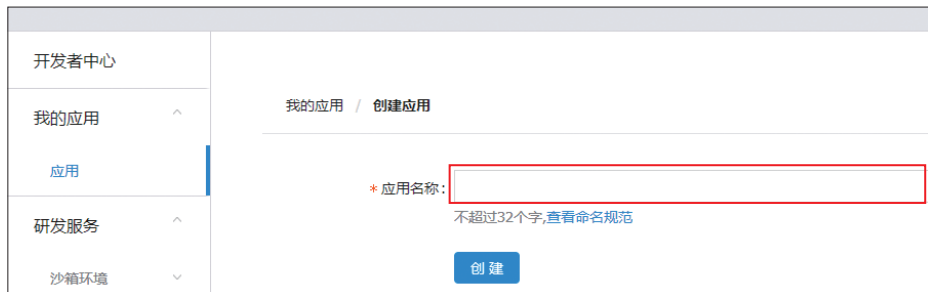 开发者中心
我的应用
应用
研发服务
沙箱环境
我的应用 / 创建应用
* 应用名称:
不超过32个字,查看命名规范
创 建